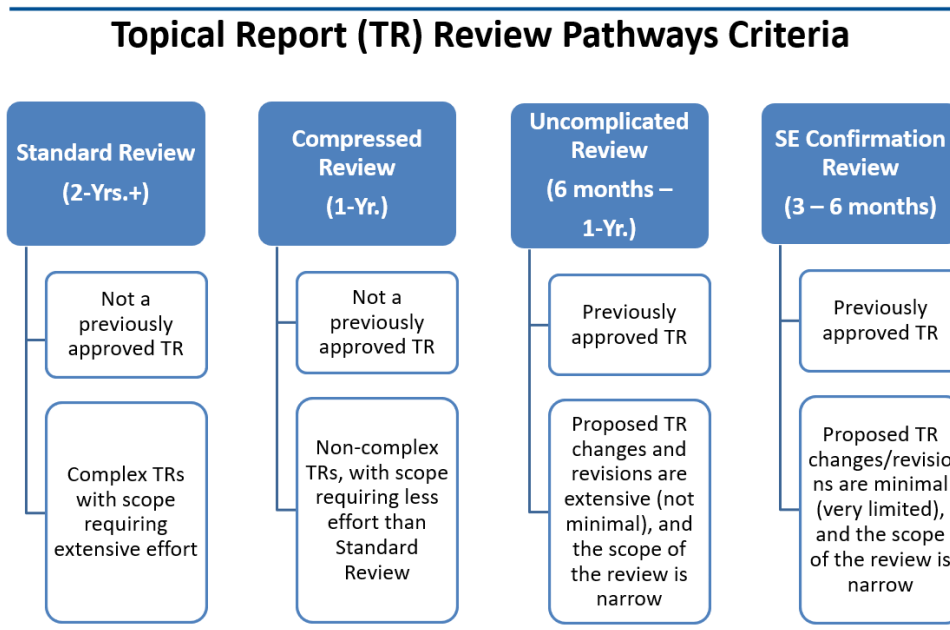 Topical Report (TR) Review Pathways Criteria
Standard Review
(2-Yrs.+)
Not a
previously
approved TR
Complex TRs
with scope
requiring
extensive effort
Compressed
Review
(1-Yr.)
Not a
previously
approved TR
Non-complex
TRs, with scope
requiring less
effort than
Standard
Review
Uncomplicated
Review
(6 months –
1-Yr.)
Previously
approved TR
Proposed TR
changes and
revisions are
extensive (not
minimal), and
the scope of
the review is
narrow
SE Confirmation
Review
(3 – 6 months)
Previously
approved TR
Proposed TR
changes/revisio
ns are minimal
(very limited),
and the scope
of the review is
narrow